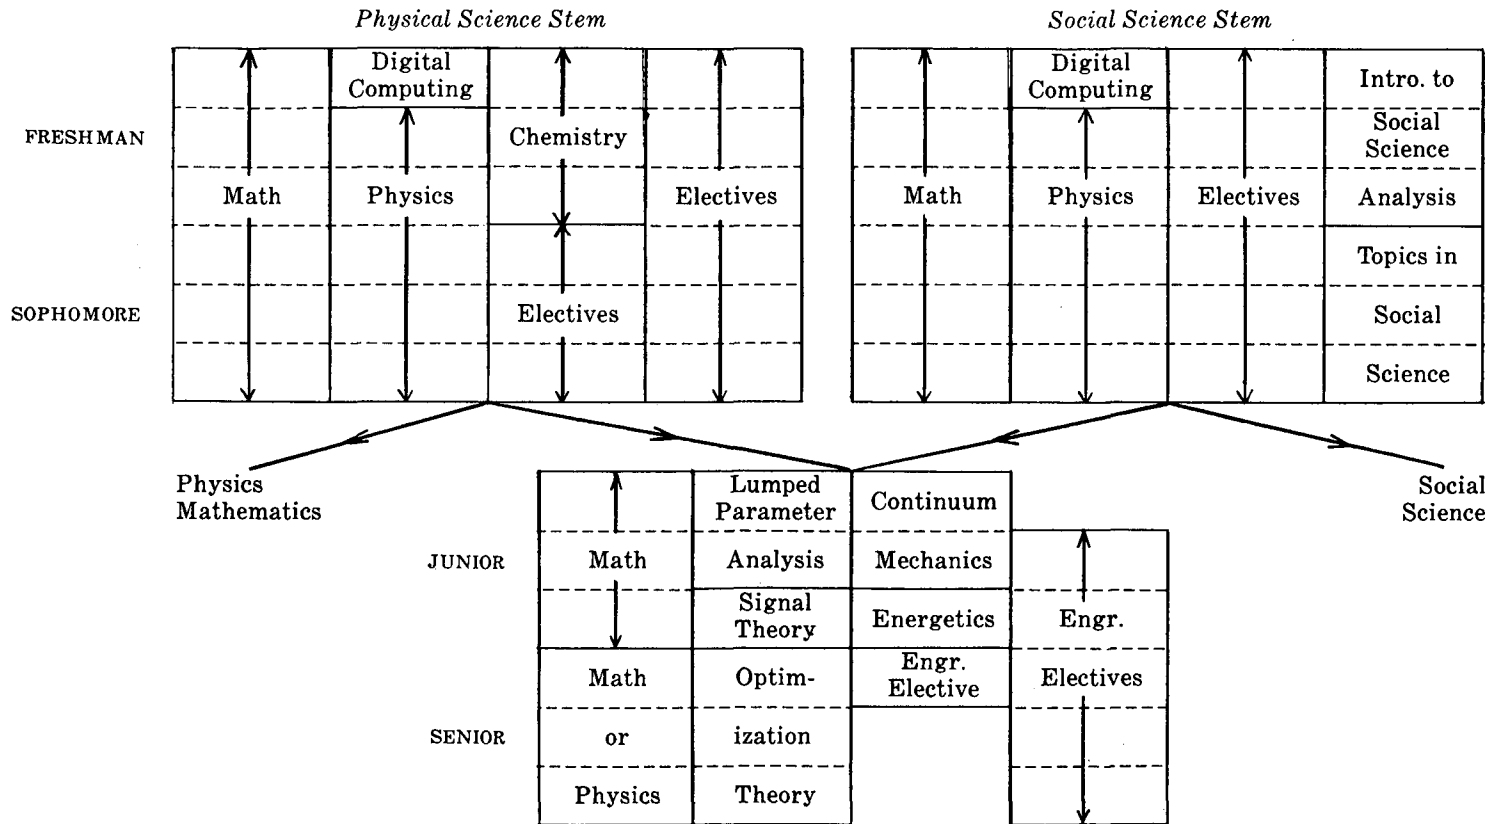 Physical Science Stem
Social Science Stem
Digital
Computing
Digital
Computing
Intro. to
FRESHMAN
Chemistry
Social
Science
Math
Physics
Electives
Math
Physics
Electives
Analysis
Topics in
SOPHOMORE
Electives
Social
Science
Physics
Mathematics
Social
Science
Lumped
Parameter
Continuum
JUNIOR
Math
Analysis
Mechanics
Signal
Theory
Energetics
Engr.
Math
Optim-
Engr.
Elective
Electives
SENIOR
or
ization
Physics
Theory